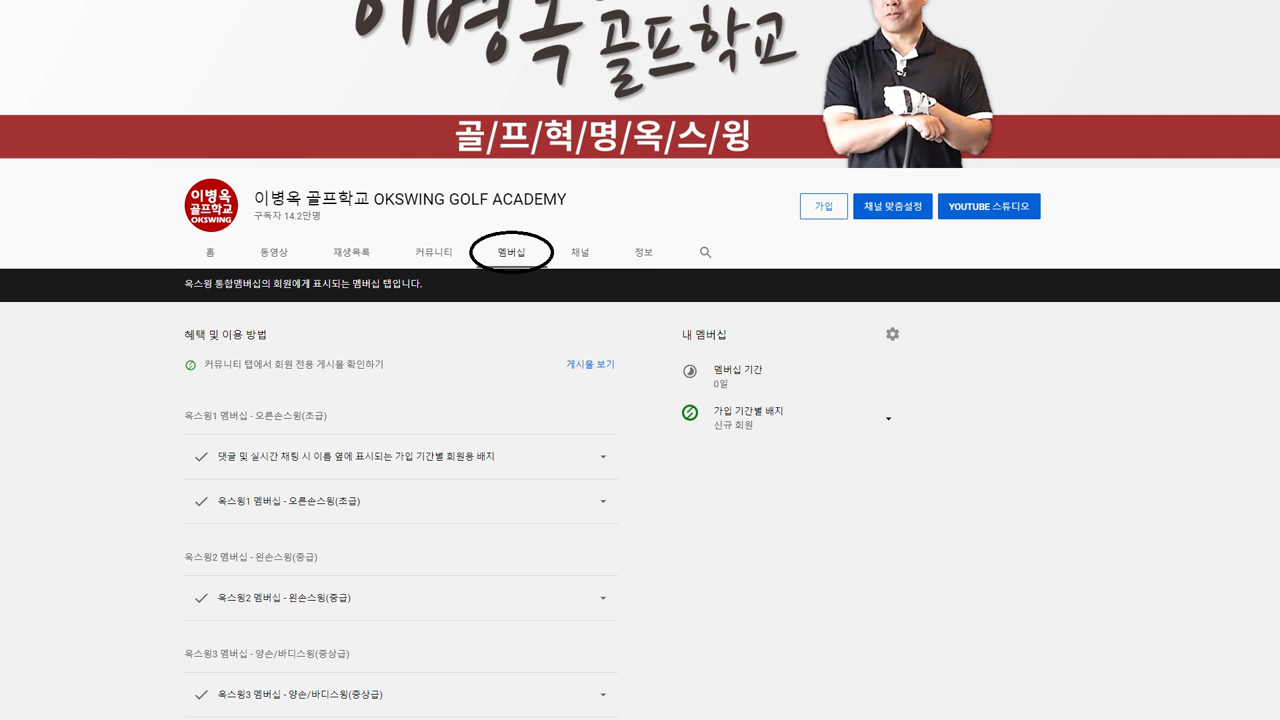 이병옥 골프학교
골/프/혁/명/옥/스/윙
이병옥
골프학교
OKSWING
이병옥 골프학교 OKSWING GOLF ACADEMY
구독자 14.2만명
가입
채널 맞춤설정
YOUTUBE 스튜디오
홈 동영상 재생목록 커뮤니티 멤버십 채널 정보
옥스윙 통합멤버십의 회원에게 표시되는 멤버십 탭입니다.
혜택 및 이용 방법
커뮤니티 탭에서 회원 전용 게시물 확인하기 게시물 보기
옥스윙1 멤버십 - 오른손스윙(초급)
댓글 및 실시간 채팅 시 이름 옆에 표시되는 가입 기간별 회원용 배지
옥스윙1 멤버십 - 오른손스윙(초급)
옥스윙2 멤버십 - 왼손스윙(중급)
옥스윙2 멤버십 - 왼손스윙(중급)
옥스윙3 멤버십 - 양손/바디스윙(중상급)
옥스윙3 멤버십 - 양손/바디스윙(중상급)
내 멤버십
멤버십 기간
0일
가입 기간별 배지
신규 회원